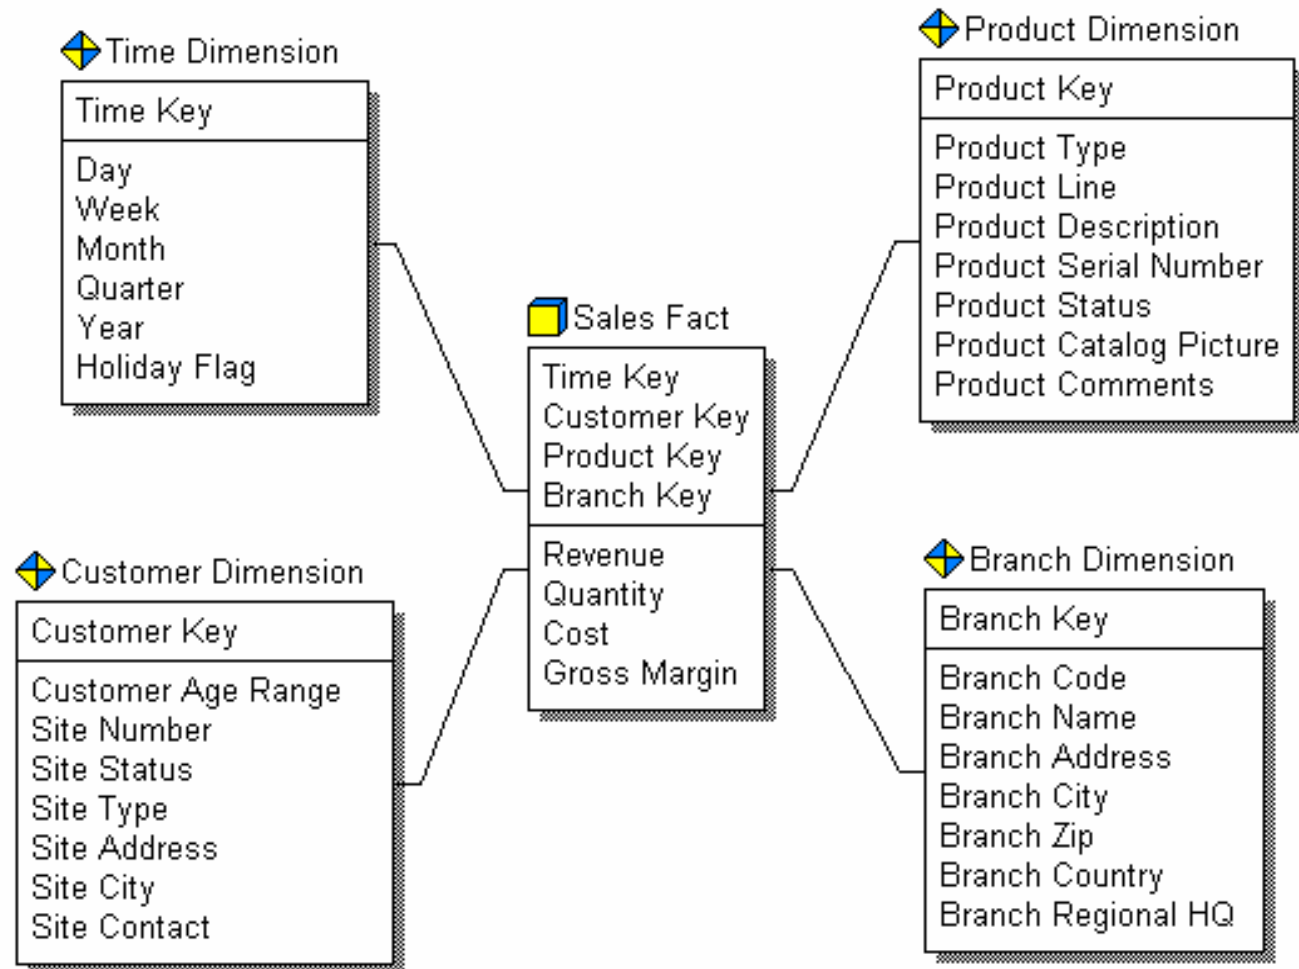 Time Dimension
Time Key
Day
Week
Month
Quarter
Year
Holiday Flag
Product Dimension
Product Key
Product Type
Product Line
Product Description
Product Serial Number
Product Status
Product Catalog Picture
Product Comments
Sales Fact
Time Key
Customer Key
Product Key
Branch Key
Revenue
Quantity
Cost
Gross Margin
Customer Dimension
Customer Key
Customer Age Range
Site Number
Site Status
Site Type
Site Address
Site City
Site Contact
Branch Dimension
Branch Key
Branch Code
Branch Name
Branch Address
Branch City
Branch Zip
Branch Country
Branch Regional HQ